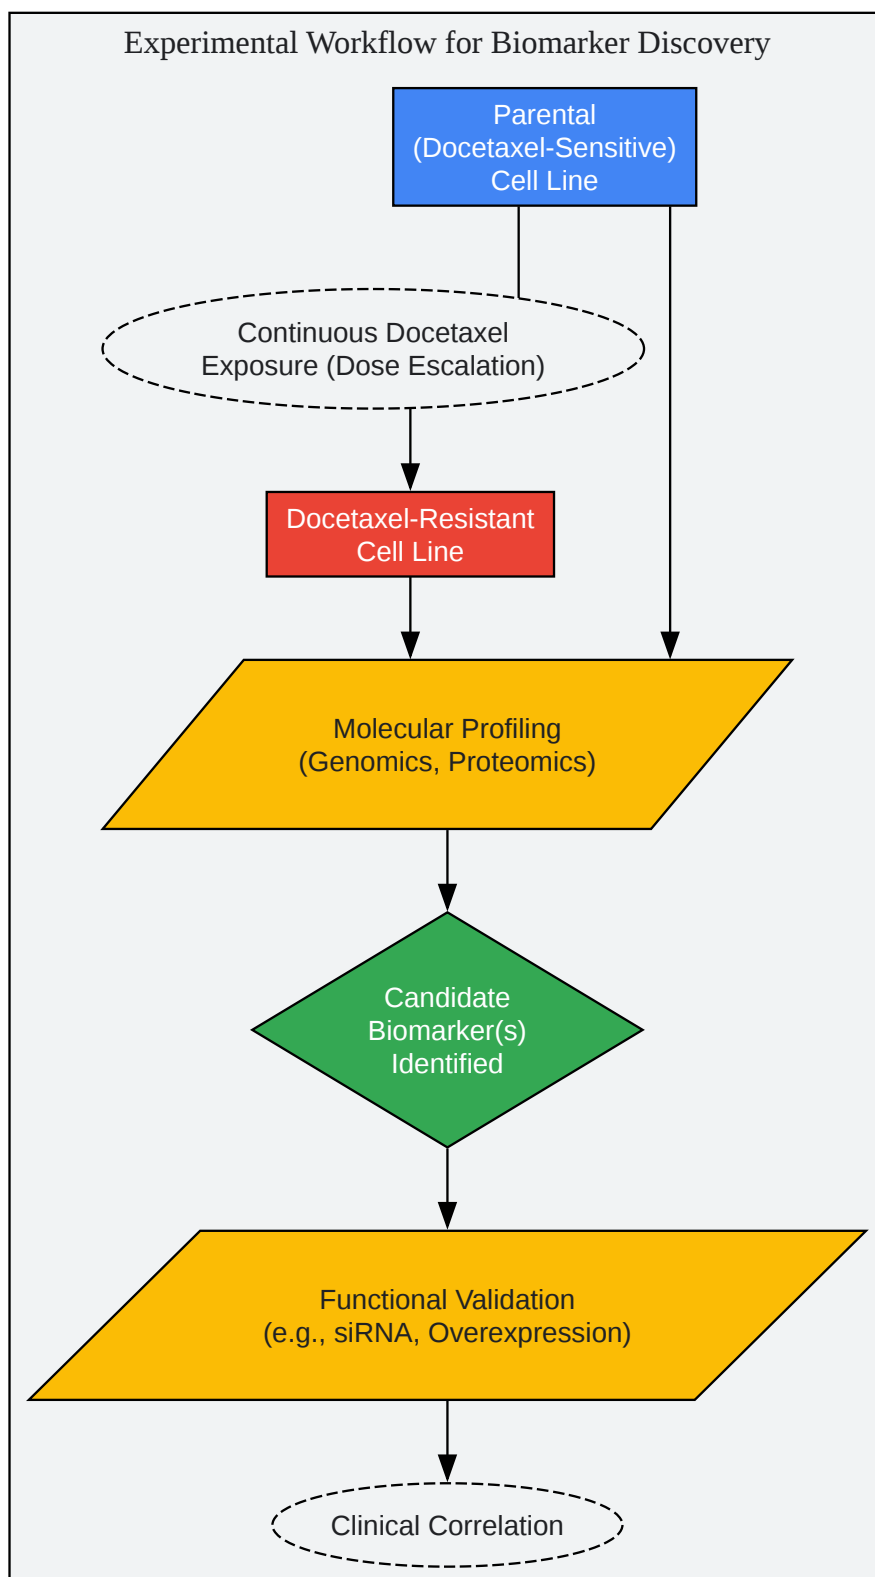 Experimental Workflow for Biomarker Discovery
Parental
(Docetaxel-Sensitive)
Cell Line
Continuous Docetaxel
Exposure (Dose Escalation)
Docetaxel-Resistant
Cell Line
Molecular Profiling
(Genomics, Proteomics)
Candidate
Biomarker(s)
Identified
Functional Validation
(e.g., siRNA, Overexpression)
Clinical Correlation